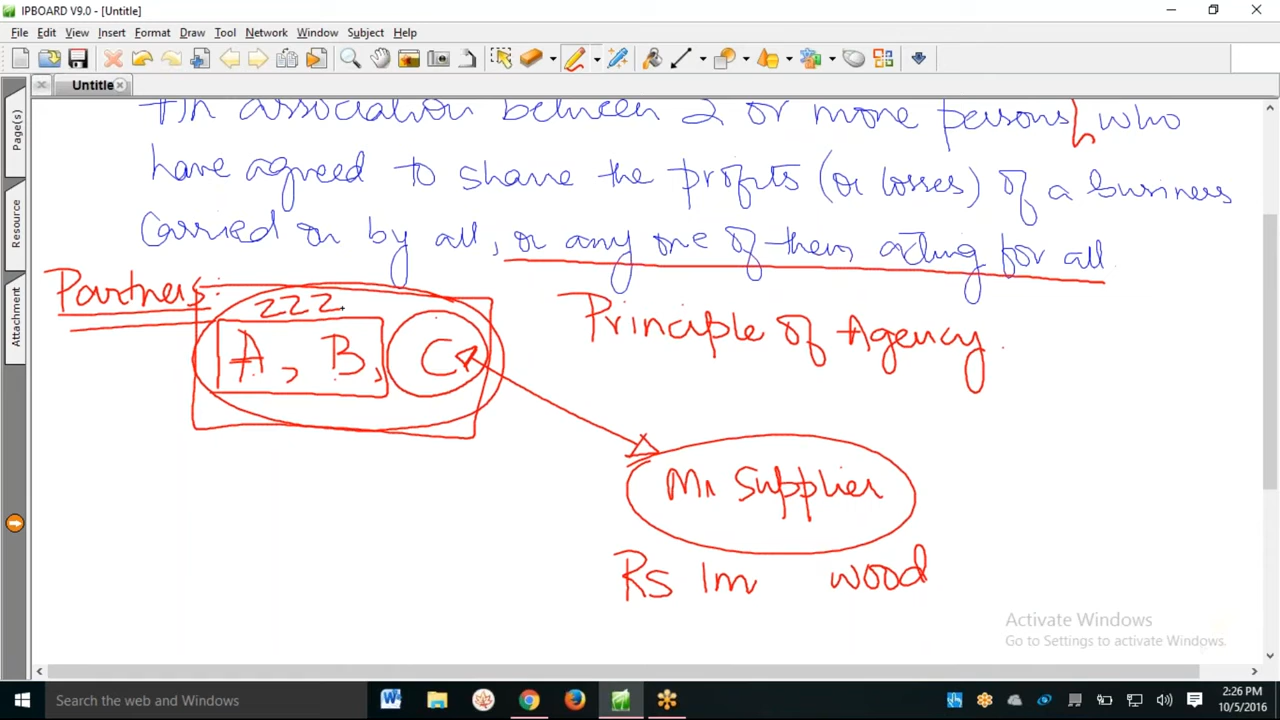 IPBOARD V9.0 - [Untitle]
File Edit View Insert Format Draw Tool Network Window Subject Help
Untitle
Page(s)
Resource
Attachment
An association between 2 or more persons, who
have agreed to share the profits (or losses) of a business
carried on by all, or any one of them acting for all
Partners:
ZZZ
A, B, C
Principle of Agency.
Mr Supplier
Rs 1m wood
Activate Windows
Go to Settings to activate Windows.
Search the web and Windows
2:26 PM
10/5/2016